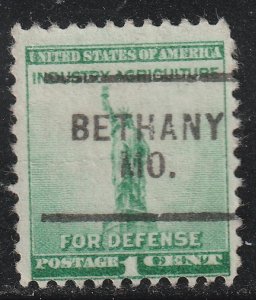 UNITED STATES OF AMERICA
INDUSTRY AGRICULTURE
BETHANY
MO.
FOR DEFENSE
POSTAGE 1 CENT